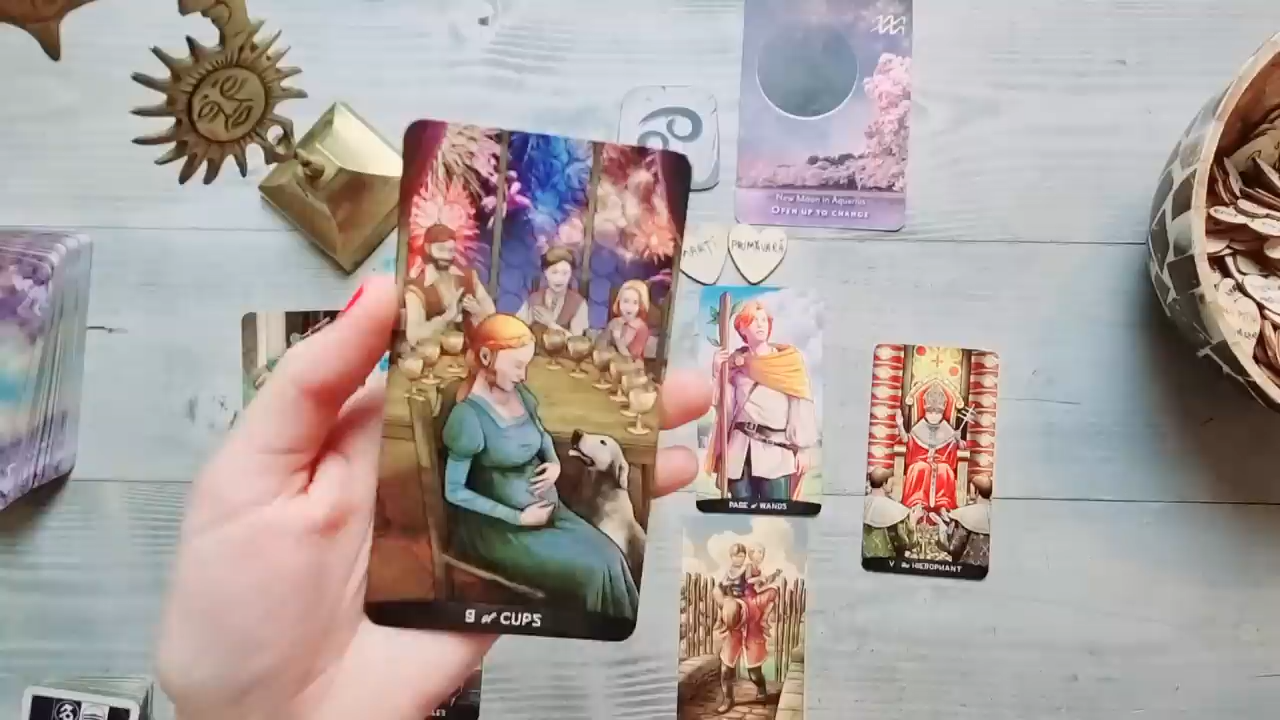 New Moon in Aquarius
OPEN UP TO CHANGE
PRIMĂVARĂ
PAGE of WANDS
V the HIEROPHANT
9 of CUPS